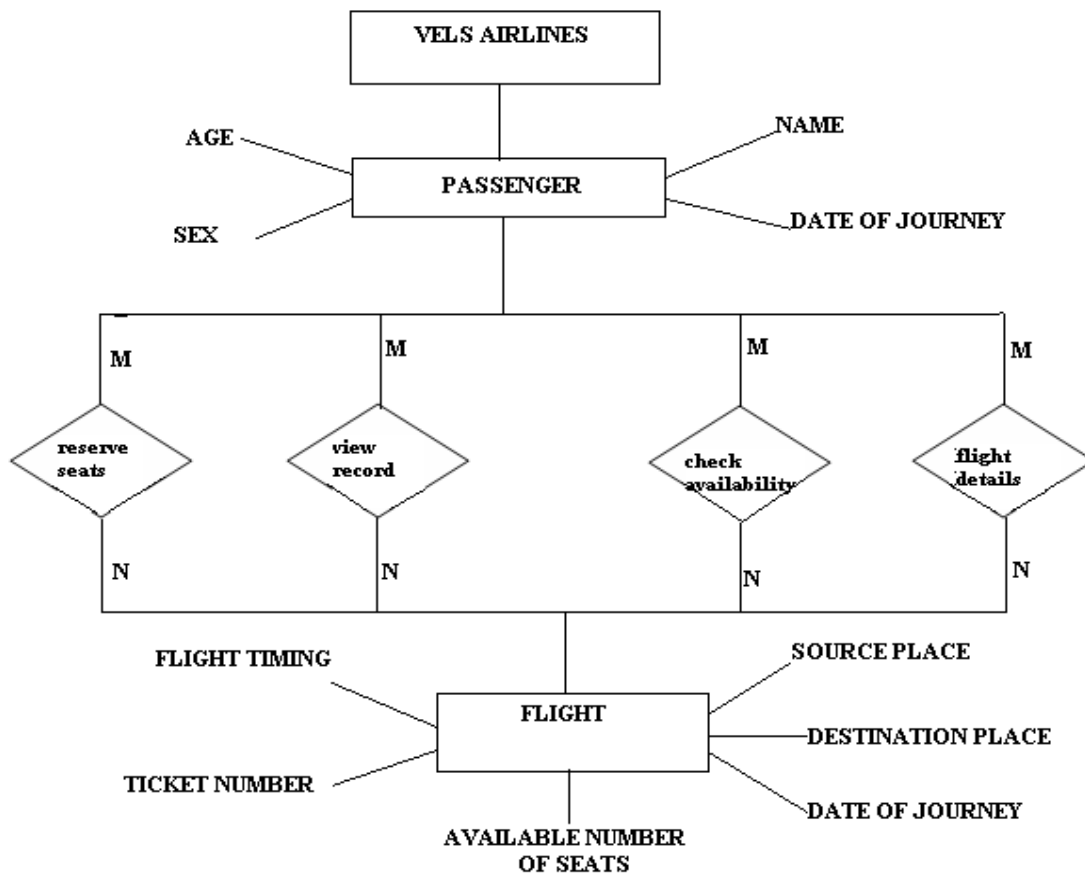 VELS AIRLINES
AGE
NAME
PASSENGER
SEX
DATE OF JOURNEY
M
M
M
M
reserve
seats
view
record
check
availability
flight
details
N
N
N
N
FLIGHT TIMING
SOURCE PLACE
FLIGHT
DESTINATION PLACE
TICKET NUMBER
DATE OF JOURNEY
AVAILABLE NUMBER
OF SEATS